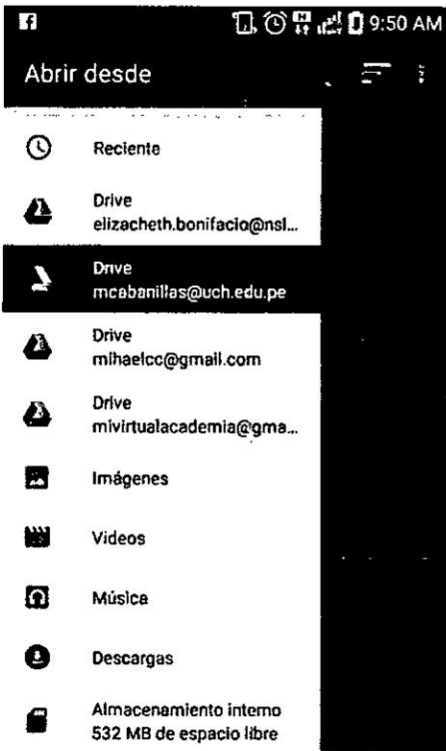 9:50 AM
Abrir desde
Reciente
Drive
elizacheth.bonifacio@nsl...
Drive
mcabanillas@uch.edu.pe
Drive
mihaelcc@gmail.com
Drive
mivirtualacademia@gma...
Imágenes
Videos
Música
Descargas
Almacenamiento interno
532 MB de espacio libre